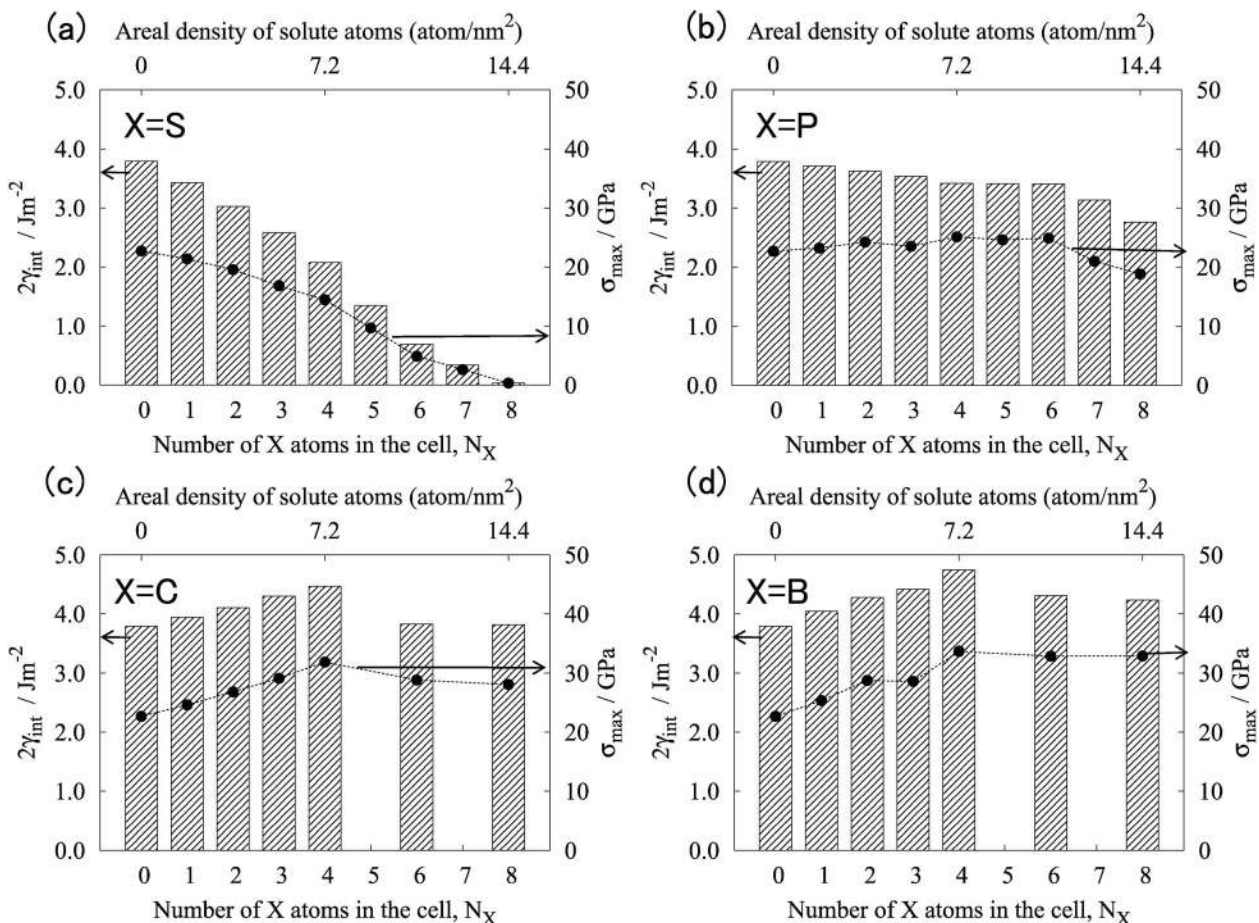 (a) Areal density of solute atoms (atom/nm²)
0 7.2 14.4
5.0 50
X=S
4.0 40
3.0 30
2.0 20
1.0 10
0.0 0
2γint / Jm⁻²
σmax / GPa
0 1 2 3 4 5 6 7 8
Number of X atoms in the cell, NX
(b) Areal density of solute atoms (atom/nm²)
0 7.2 14.4
5.0 50
X=P
4.0 40
3.0 30
2.0 20
1.0 10
0.0 0
2γint / Jm⁻²
σmax / GPa
0 1 2 3 4 5 6 7 8
Number of X atoms in the cell, NX
(c) Areal density of solute atoms (atom/nm²)
0 7.2 14.4
5.0 50
X=C
4.0 40
3.0 30
2.0 20
1.0 10
0.0 0
2γint / Jm⁻²
σmax / GPa
0 1 2 3 4 5 6 7 8
Number of X atoms in the cell, NX
(d) Areal density of solute atoms (atom/nm²)
0 7.2 14.4
5.0 50
X=B
4.0 40
3.0 30
2.0 20
1.0 10
0.0 0
2γint / Jm⁻²
σmax / GPa
0 1 2 3 4 5 6 7 8
Number of X atoms in the cell, NX